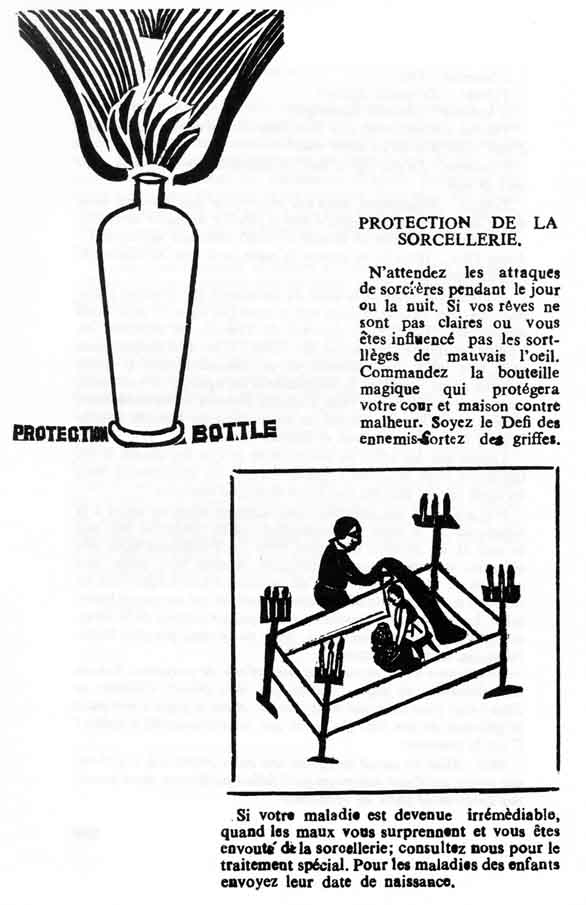 PROTECTION DE LA
SORCELLERIE.
N'attendez les attaques
de sorcières pendant le jour
ou la nuit. Si vos rêves ne
sont pas claires ou vous
êtes influencé pas les sort-
llèges de mauvais l'oeil.
Commandez la bouteille
magique qui protégera
votre cour et maison contre
malheur. Soyez le Defi des
ennemis-Sortez des griffes.
PROTECTION BOTTLE
Si votre maladie est devenue irrémèdiable,
quand les maux vous surprennent et vous êtes
envouté de la sorcellerie; consultez nous pour le
traitement spécial. Pour les maladies des enfants
envoyez leur date de naissance.